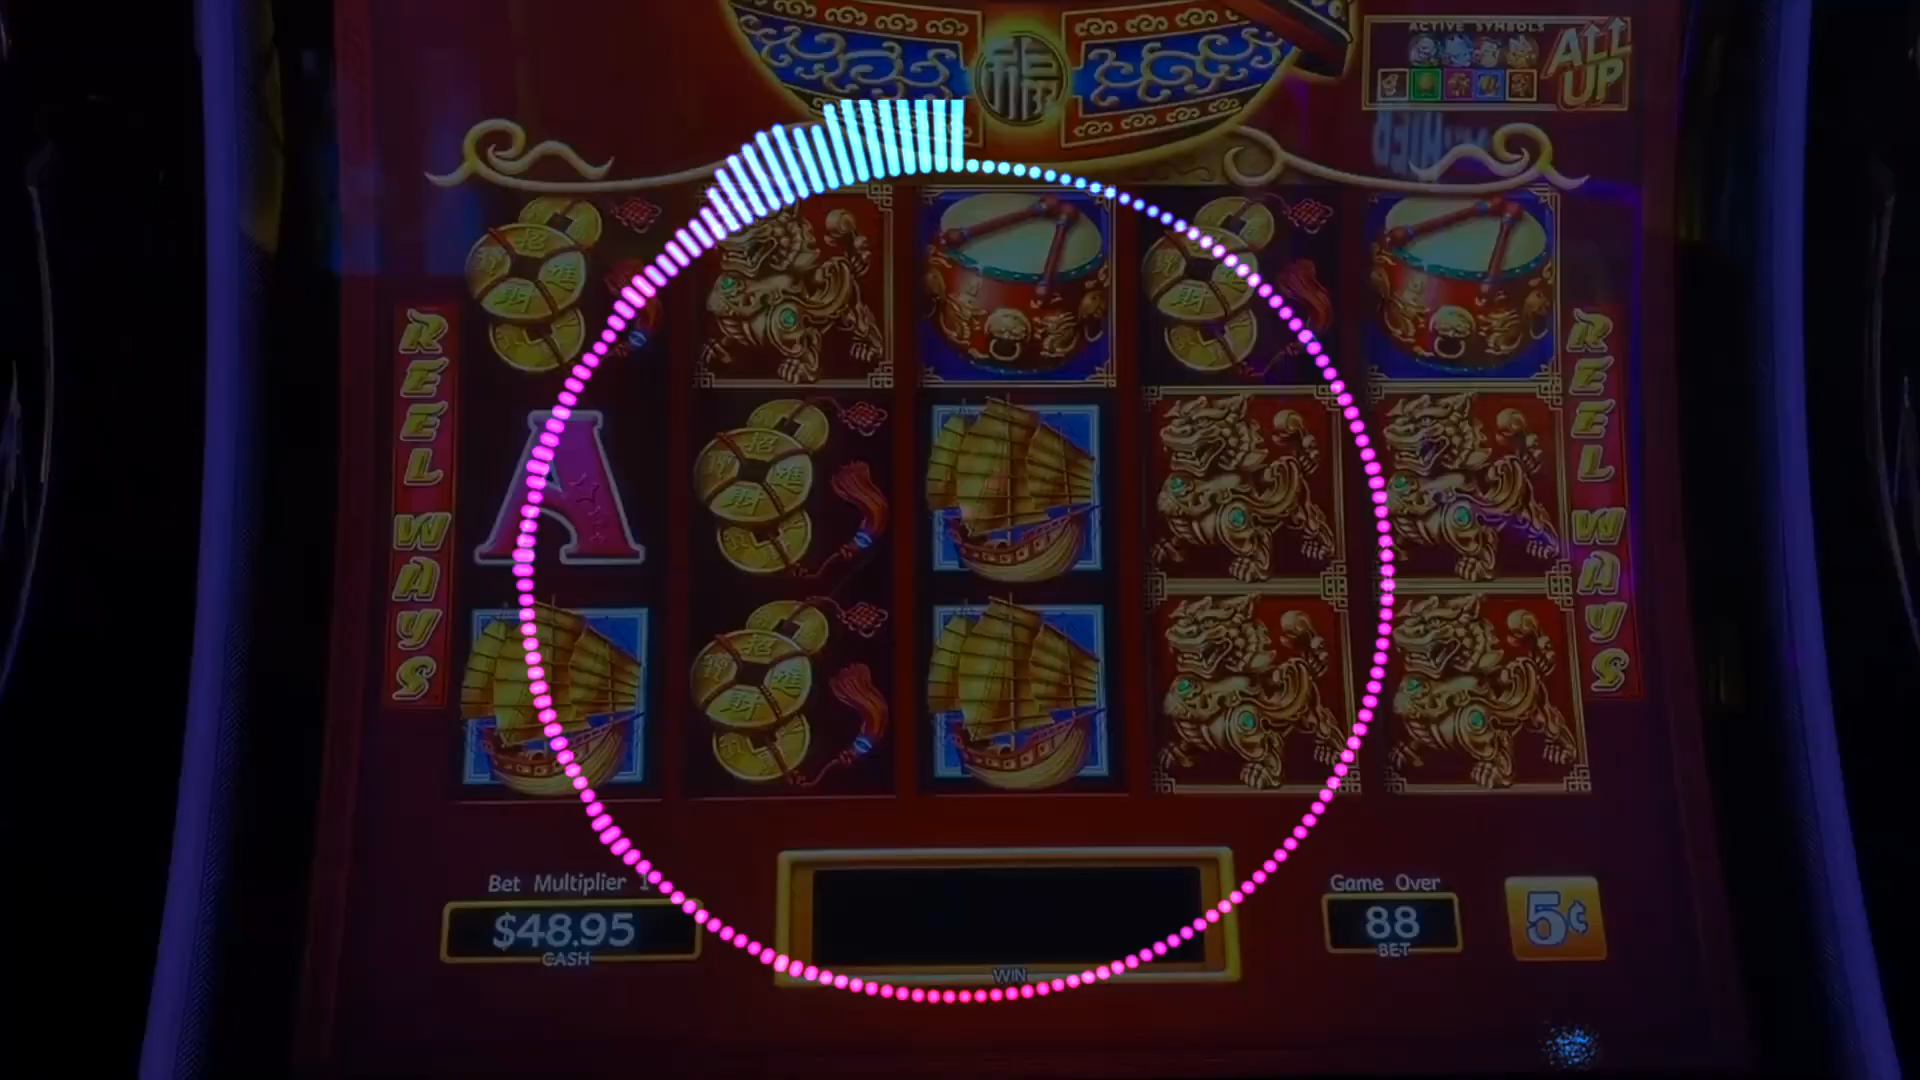 ACTIVE SYMBOLS
ALL UP
福
REEL WAYS
REEL WAYS
A
Bet Multiplier 1
$48.95
CASH
WIN
Game Over
88
BET
5¢